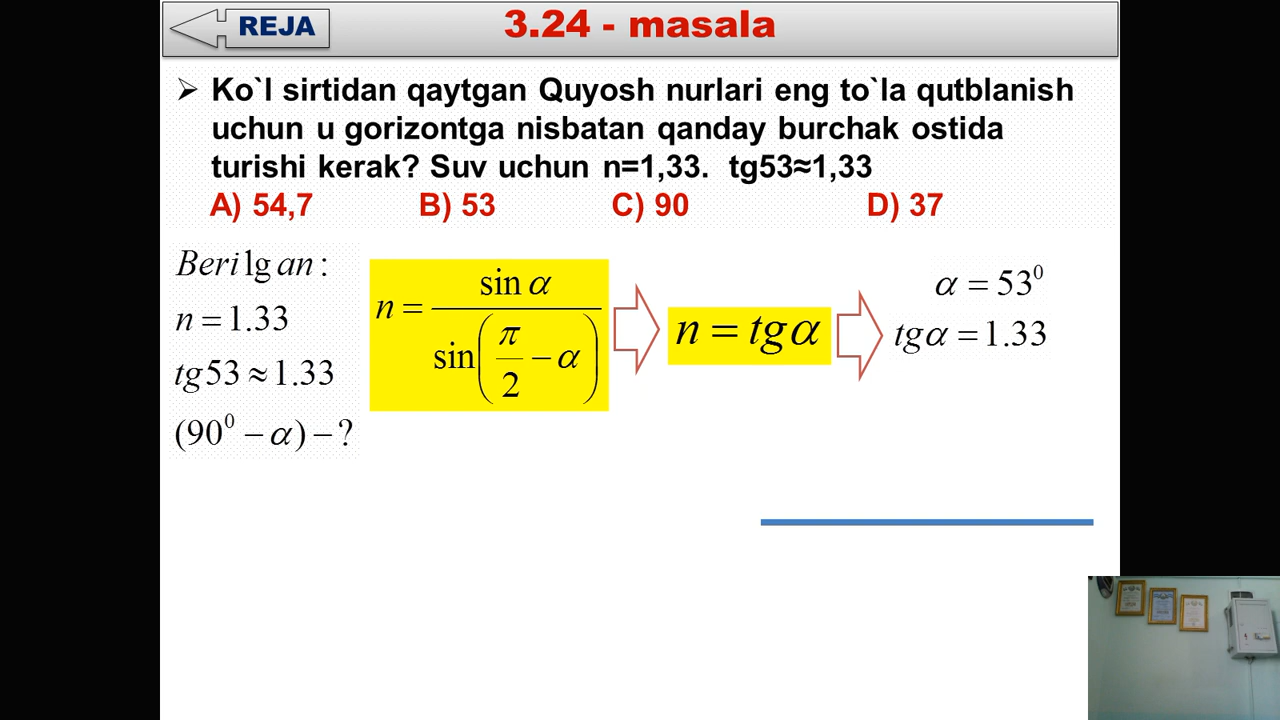 REJA
3.24 - masala
➢ Ko`l sirtidan qaytgan Quyosh nurlari eng to`la qutblanish
uchun u gorizontga nisbatan qanday burchak ostida
turishi kerak? Suv uchun n=1,33. tg53≈1,33
A) 54,7 B) 53 C) 90 D) 37
Berilgan:
n = 1.33
tg53 ≈ 1.33
(90⁰ − α) − ?
n = sin α / sin(π/2 − α)
n = tgα
α = 53⁰
tgα = 1.33